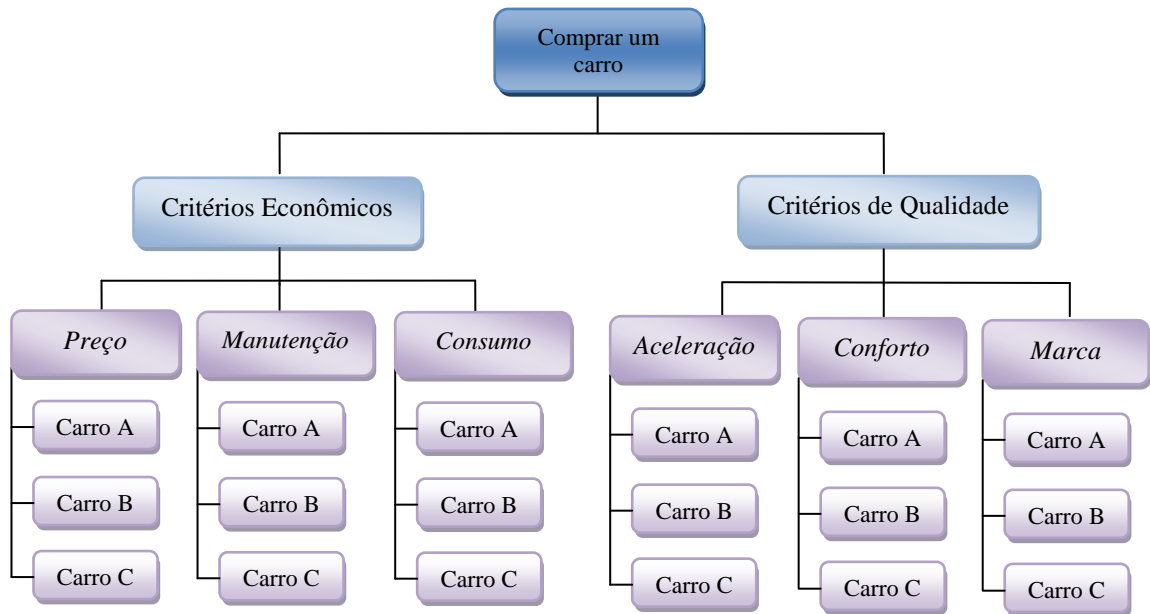 Comprar um
carro
Critérios Econômicos
Critérios de Qualidade
Preço
Manutenção
Consumo
Aceleração
Conforto
Marca
Carro A
Carro A
Carro A
Carro A
Carro A
Carro A
Carro B
Carro B
Carro B
Carro B
Carro B
Carro B
Carro C
Carro C
Carro C
Carro C
Carro C
Carro C